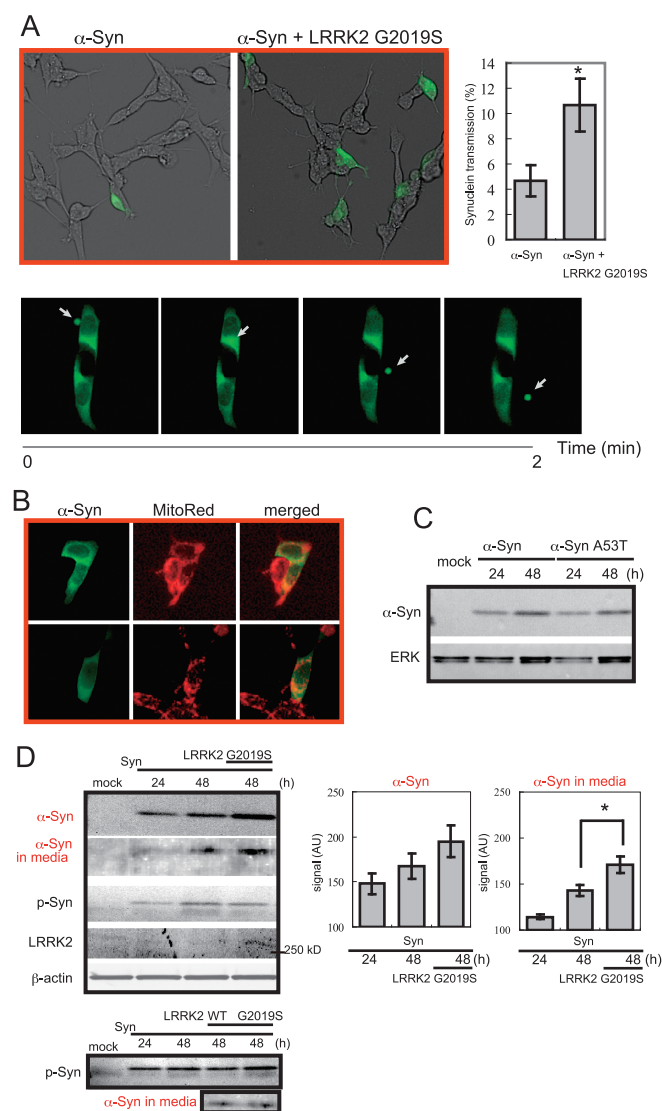 A
α-Syn
α-Syn + LRRK2 G2019S
Synuclein transmission (%)
14
12
10
8
6
4
2
0
*
α-Syn
α-Syn +
LRRK2 G2019S
0
2
Time (min)
B
α-Syn
MitoRed
merged
C
mock
α-Syn
α-Syn A53T
24
48
24
48
(h)
α-Syn
ERK
D
Syn
LRRK2 G2019S
mock
24
48
48
(h)
α-Syn
α-Syn
in media
p-Syn
LRRK2
250 kD
β-actin
α-Syn
signal (AU)
250
200
150
100
Syn
24
48
48
(h)
LRRK2 G2019S
α-Syn in media
signal (AU)
250
200
150
100
*
Syn
24
48
48
(h)
LRRK2 G2019S
Syn
LRRK2 WT
G2019S
mock
24
48
48
48
(h)
p-Syn
α-Syn in media